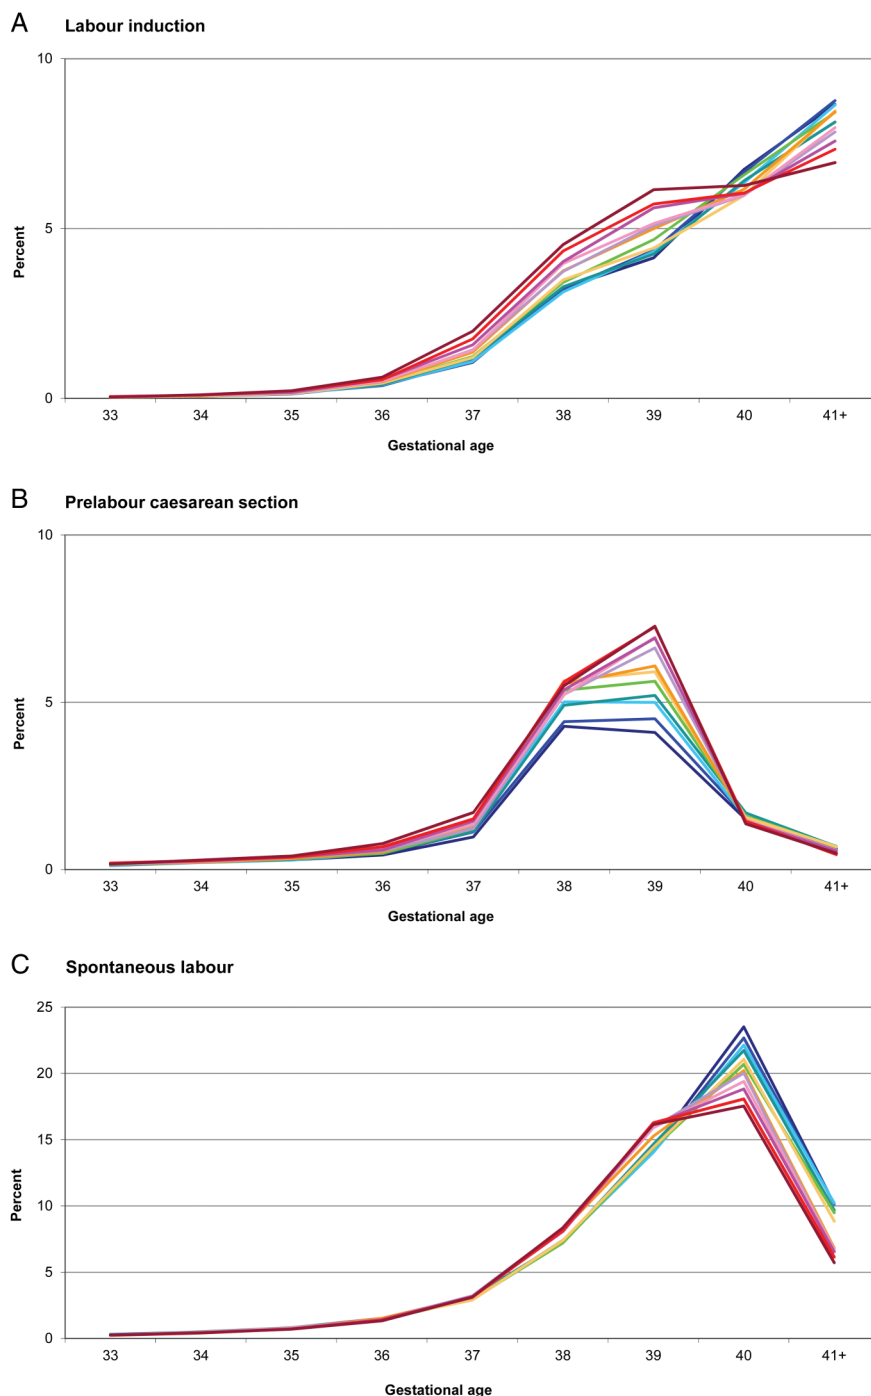 A Labour induction
10
5
0
Percent
33 34 35 36 37 38 39 40 41+
Gestational age
B Prelabour caesarean section
10
5
0
Percent
33 34 35 36 37 38 39 40 41+
Gestational age
C Spontaneous labour
25
20
15
10
5
0
Percent
33 34 35 36 37 38 39 40 41+
Gestational age